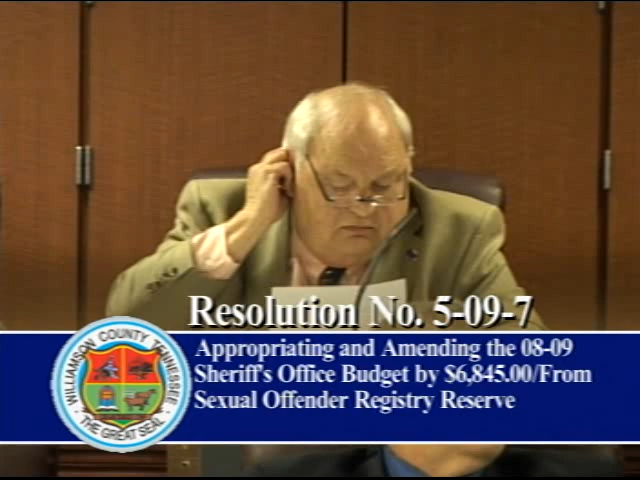 Resolution No. 5-09-7
Appropriating and Amending the 08-09
Sheriff's Office Budget by $6,845.00/From
Sexual Offender Registry Reserve
WILLIAMSON COUNTY TENNESSEE
THE GREAT SEAL